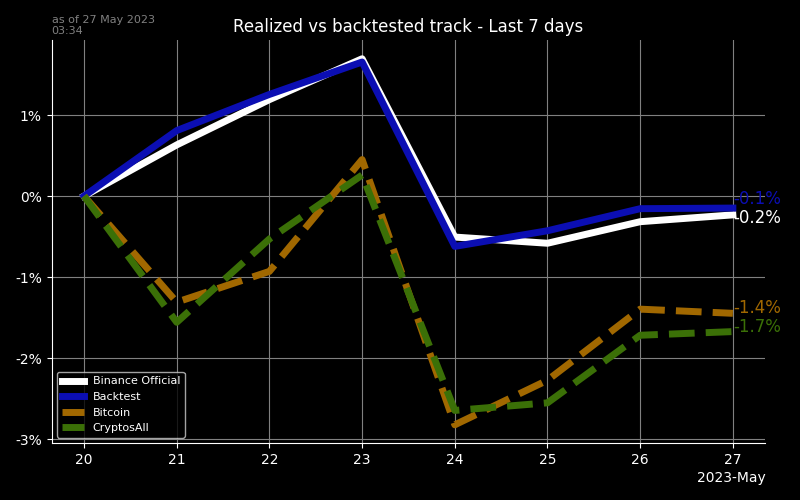 as of 27 May 2023
03:34
Realized vs backtested track - Last 7 days
1%
0%
-1%
-2%
-3%
-0.1%
-0.2%
-1.4%
-1.7%
Binance Official
Backtest
Bitcoin
CryptosAll
20 21 22 23 24 25 26 27
2023-May